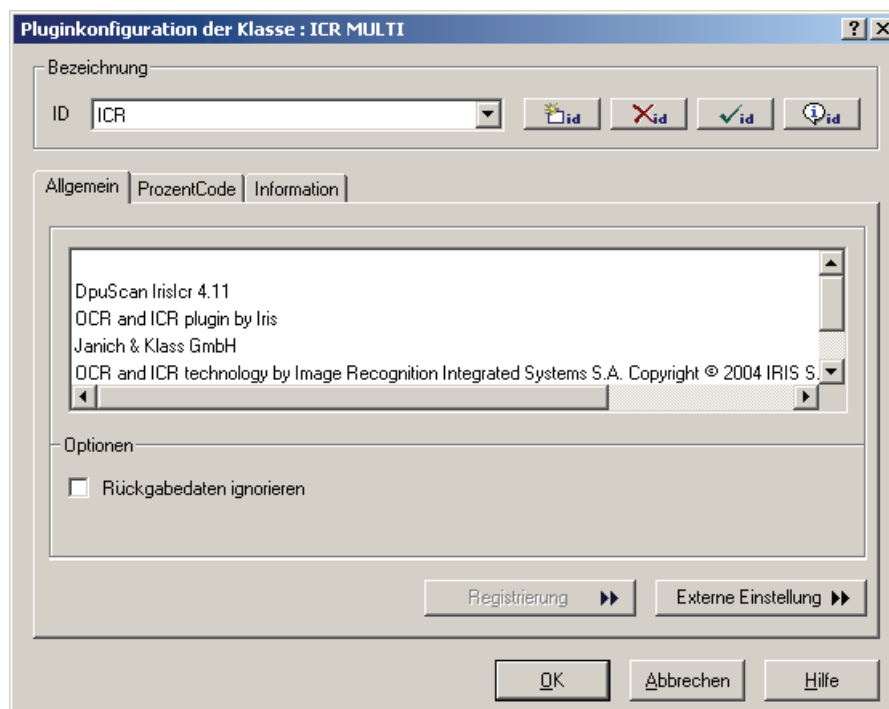 Pluginkonfiguration der Klasse : ICR MULTI
Bezeichnung
ID ICR id id id id
Allgemein ProzentCode Information
DpuScan IrisIcr 4.11
OCR and ICR plugin by Iris
Janich & Klass GmbH
OCR and ICR technology by Image Recognition Integrated Systems S.A. Copyright © 2004 IRIS S.
Optionen
Rückgabedaten ignorieren
Registrierung Externe Einstellung
OK Abbrechen Hilfe